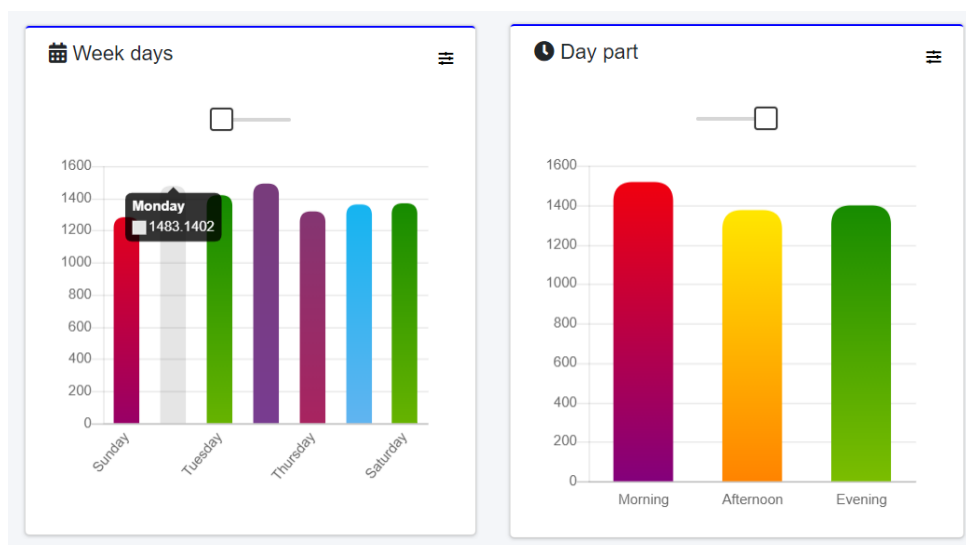 Week days
1600
1400
1200
1000
800
600
400
200
0
Monday
1483.1402
Sunday
Tuesday
Thursday
Saturday
Day part
1600
1400
1200
1000
800
600
400
200
0
Morning
Afternoon
Evening